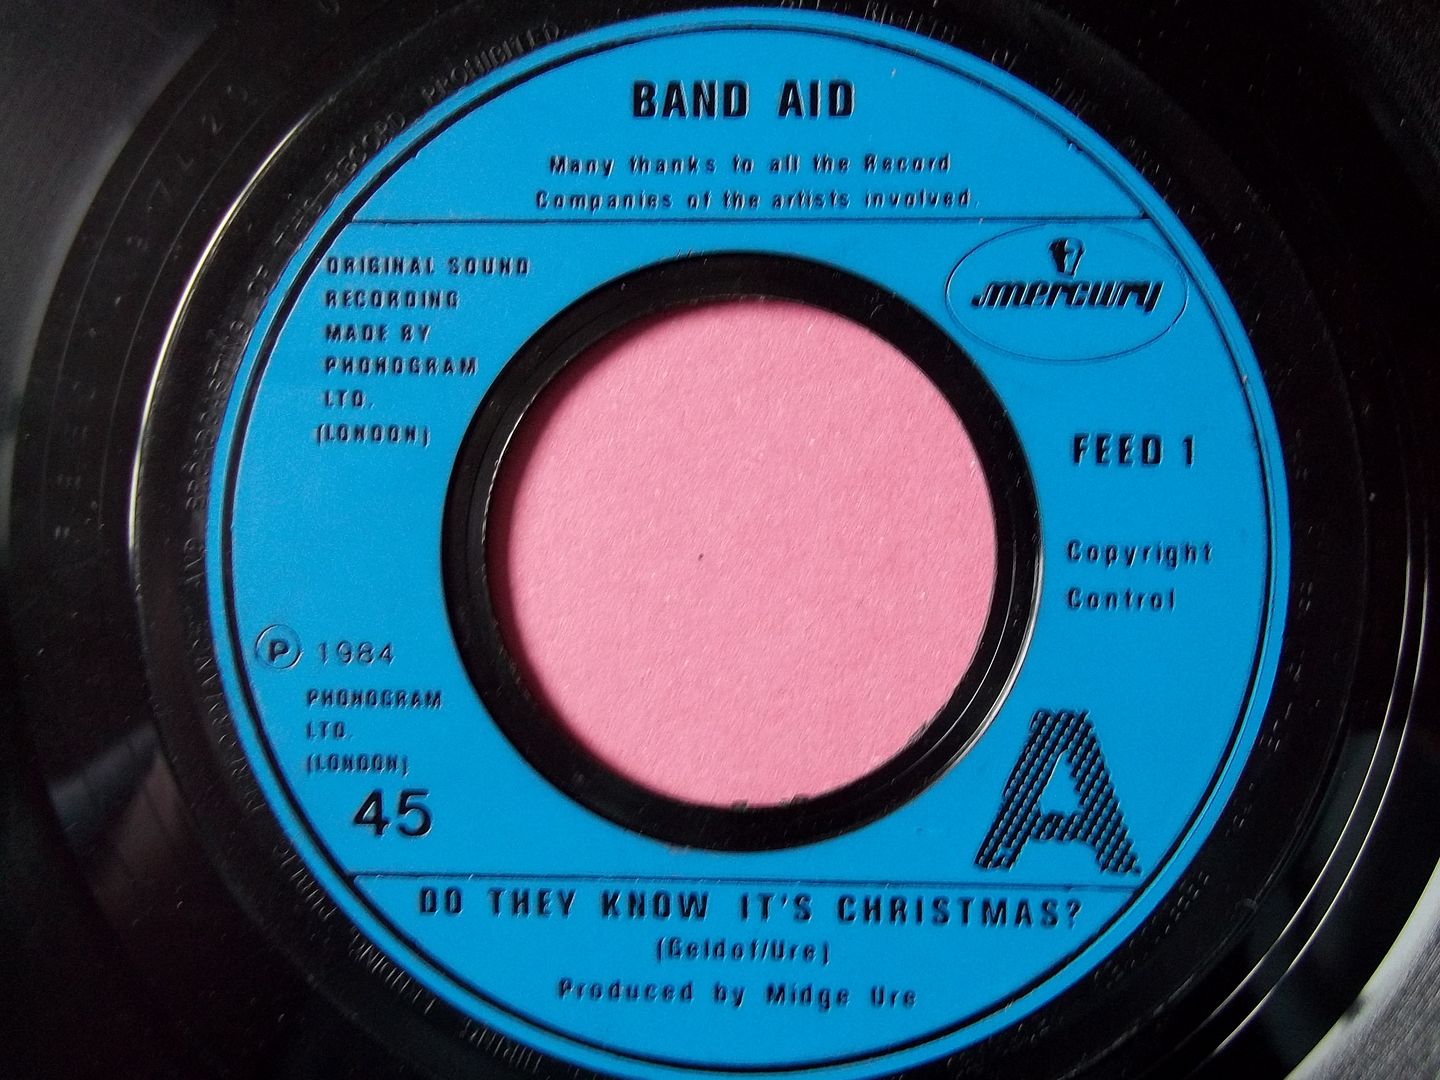 BAND AID
Many thanks to all the Record
Companies of the artists involved.
ORIGINAL SOUND
RECORDING
MADE BY
PHONOGRAM
LTD.
(LONDON)
mercury
FEED 1
Copyright
Control
℗ 1984
PHONOGRAM
LTD.
(LONDON)
45
A
DO THEY KNOW IT'S CHRISTMAS?
(Geldof/Ure)
Produced by Midge Ure
PROHIBITED